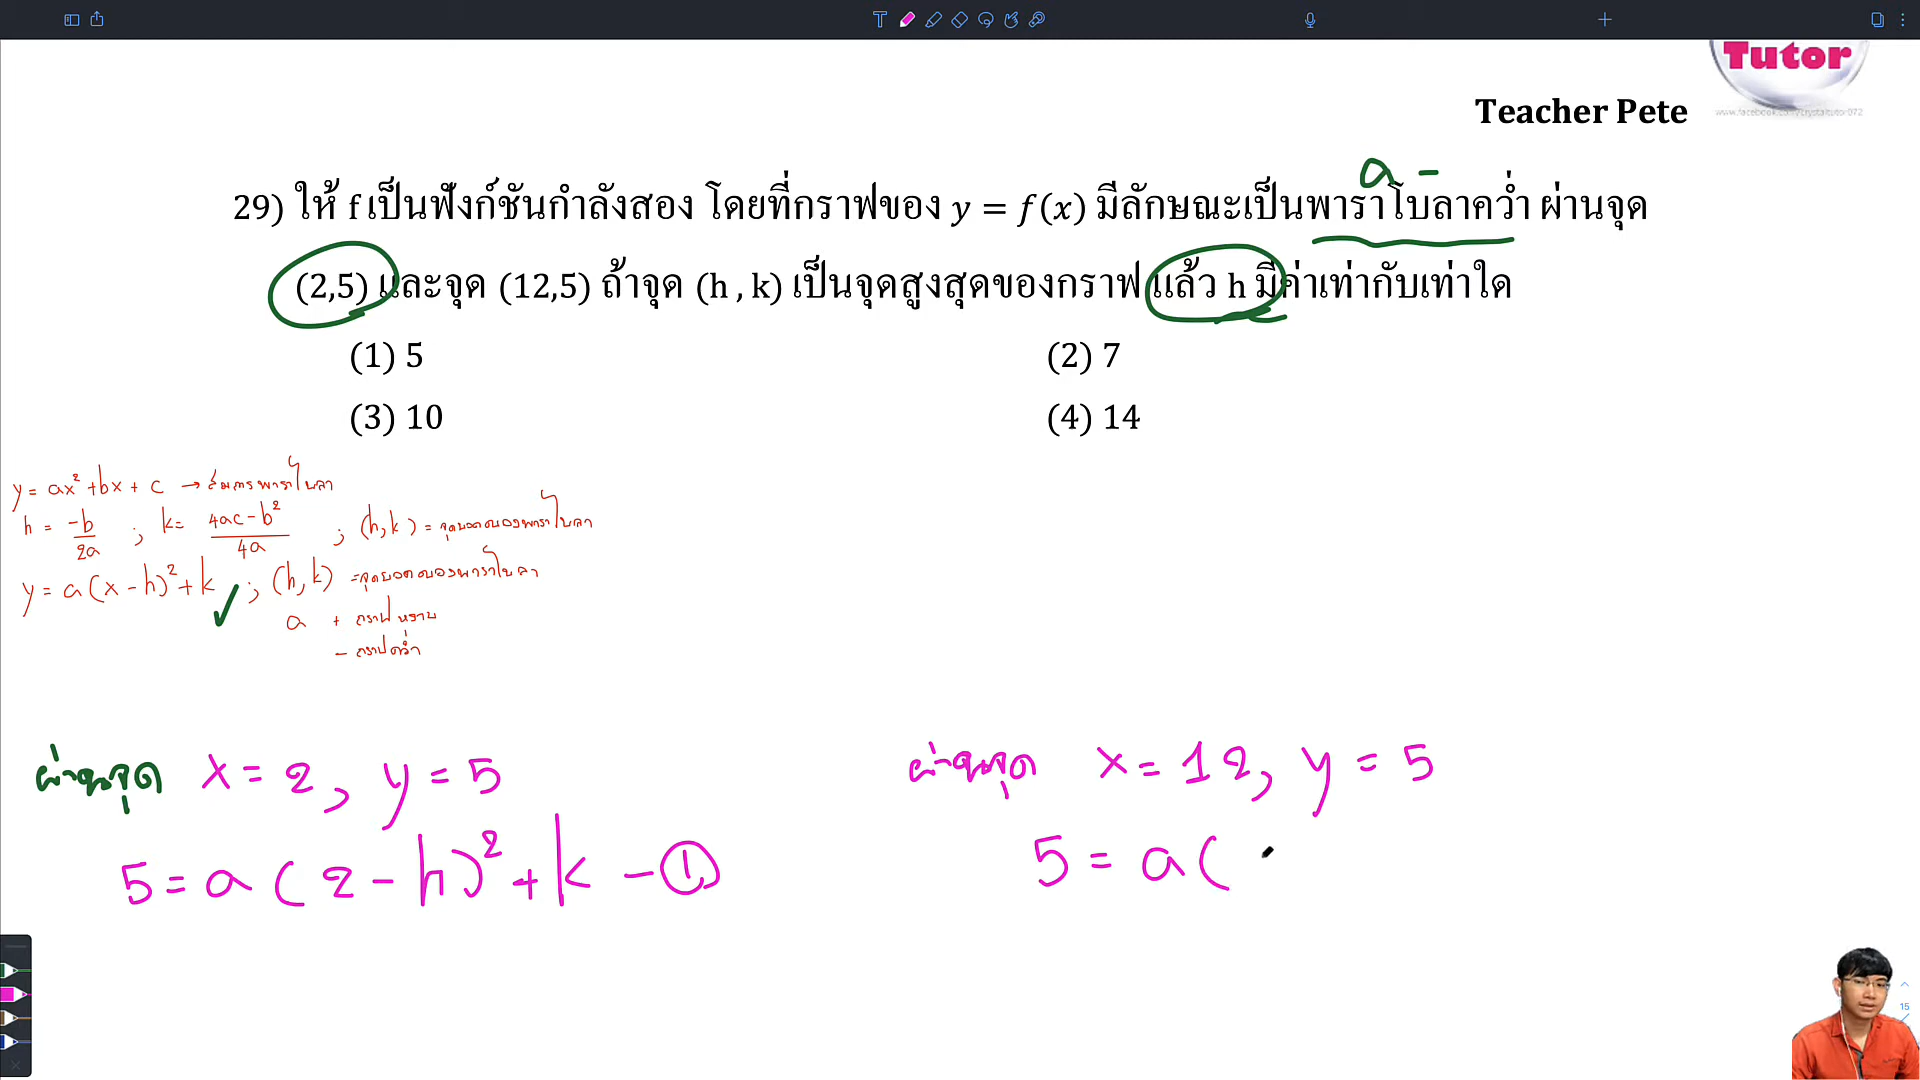 Tutor
www.facebook.com/crystaltutor072
Teacher Pete
a -
29) ให้ f เป็นฟังก์ชันกำลังสอง โดยที่กราฟของ y = f(x) มีลักษณะเป็นพาราโบลาคว่ำ ผ่านจุด
(2,5) และจุด (12,5) ถ้าจุด (h , k) เป็นจุดสูงสุดของกราฟ แล้ว h มีค่าเท่ากับเท่าใด
(1) 5 (2) 7
(3) 10 (4) 14
y = ax² + bx + c → สมการพาราโบลา
h = -b/2a ; k = 4ac - b²/4a ; (h, k) = จุดยอดของพาราโบลา
y = a(x - h)² + k ✓ ; (h, k) = จุดยอดของพาราโบลา
a + กราฟหงาย
- กราฟคว่ำ
ผ่านจุด x = 2, y = 5
5 = a(2 - h)² + k - ①
ผ่านจุด x = 12, y = 5
5 = a(
15